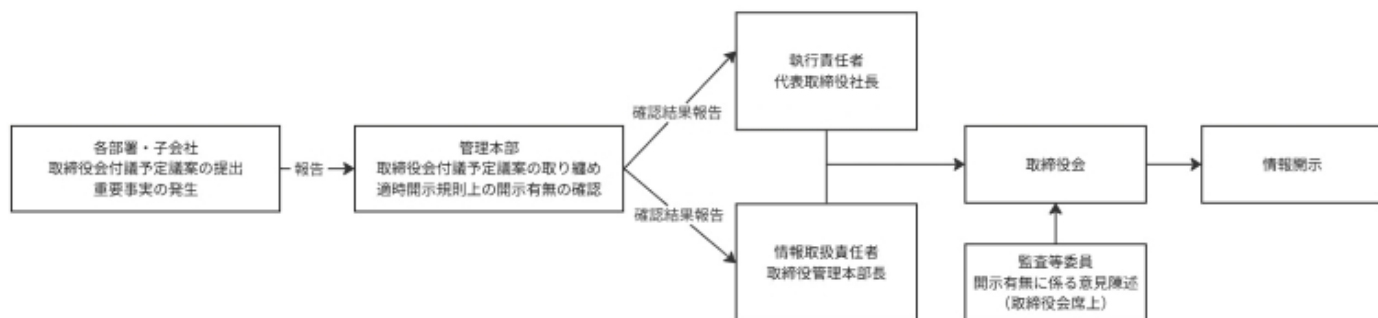 各部署・子会社
取締役会付議予定議案の提出
重要事実の発生
報告
管理本部
取締役会付議予定議案の取り纏め
適時開示規則上の開示有無の確認
確認結果報告
確認結果報告
執行責任者
代表取締役社長
情報取扱責任者
取締役管理本部長
取締役会
監査等委員
開示有無に係る意見陳述
（取締役会席上）
情報開示